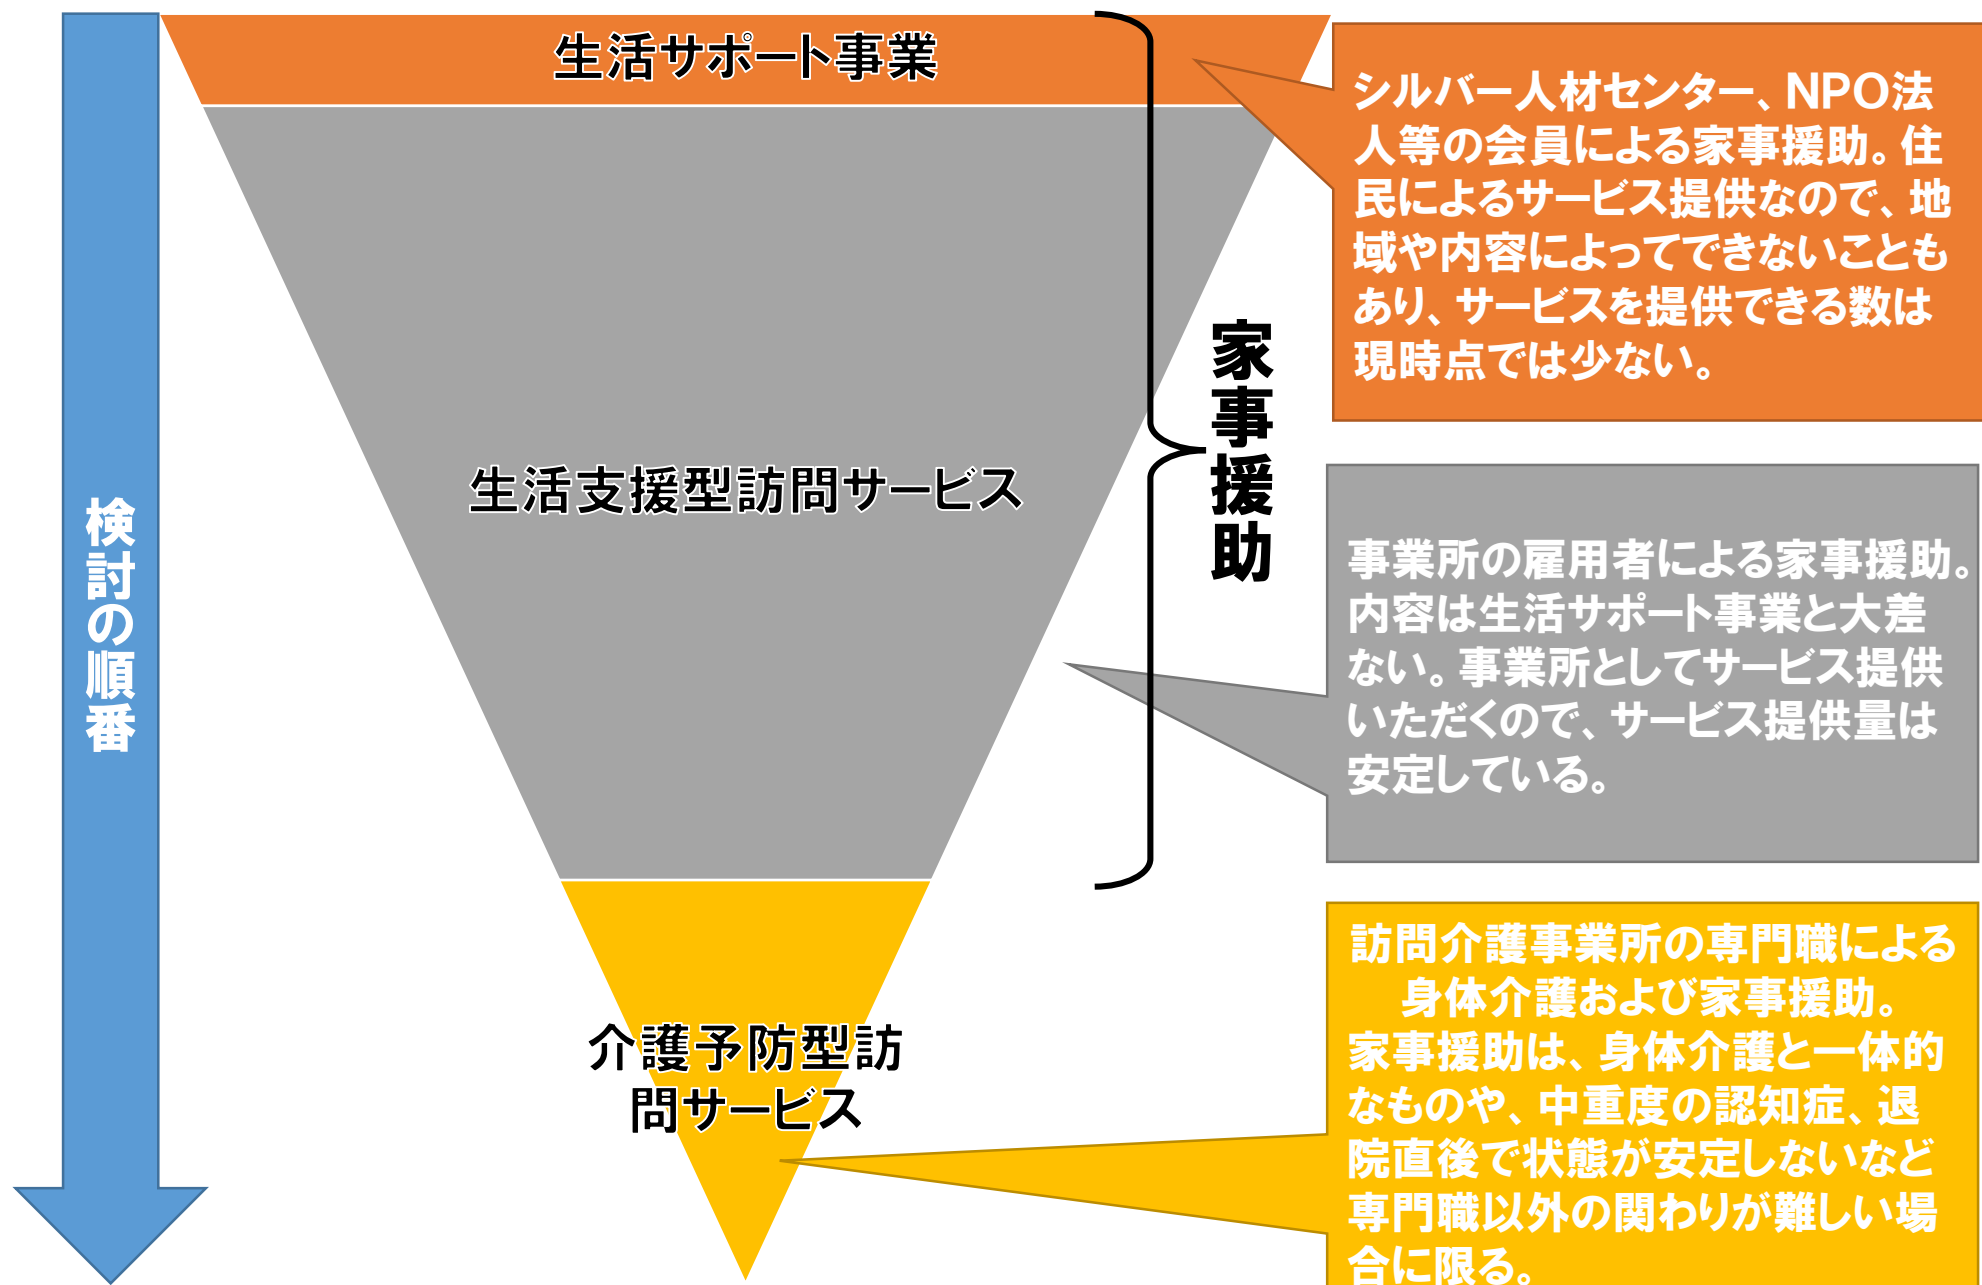 検討の順番
生活サポート事業
生活支援型訪問サービス
介護予防型訪
問サービス
家事援助
シルバー人材センター、NPO法
人等の会員による家事援助。住
民によるサービス提供なので、地
域や内容によってできないことも
あり、サービスを提供できる数は
現時点では少ない。
事業所の雇用者による家事援助。
内容は生活サポート事業と大差
ない。事業所としてサービス提供
いただくので、サービス提供量は
安定している。
訪問介護事業所の専門職による
身体介護および家事援助。
家事援助は、身体介護と一体的
なものや、中重度の認知症、退
院直後で状態が安定しないなど
専門職以外の関わりが難しい場
合に限る。